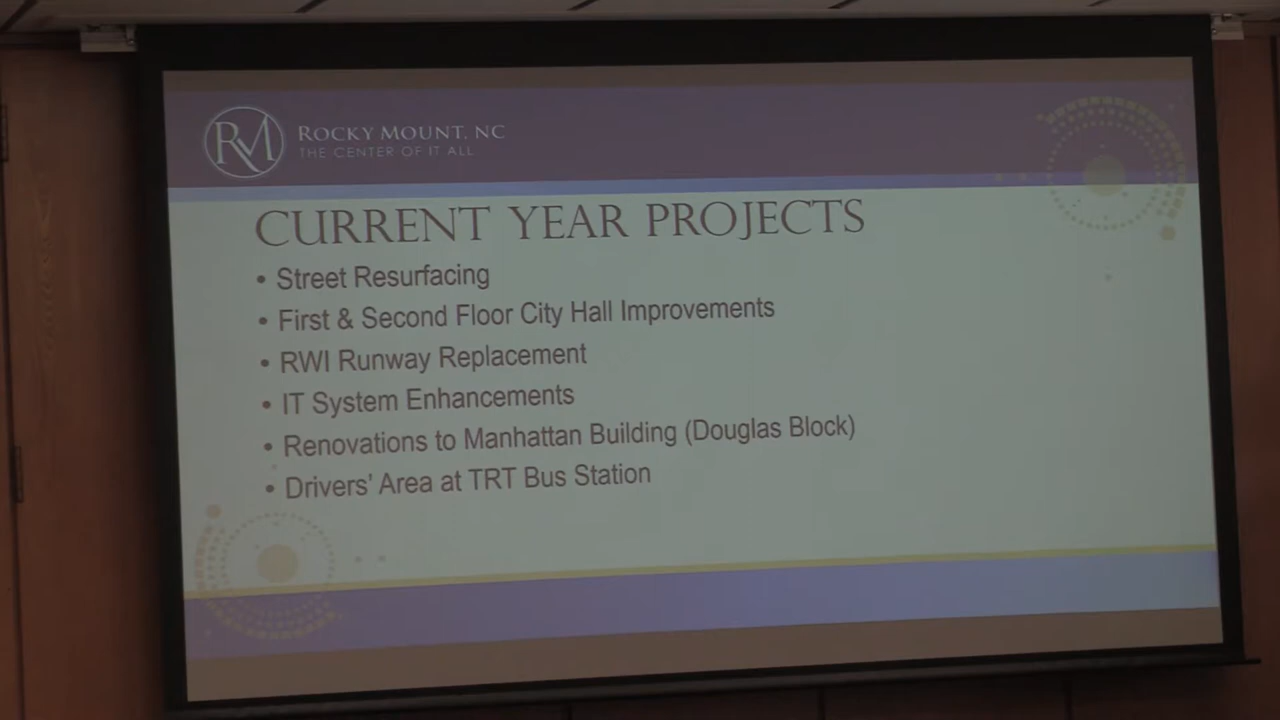 RM
ROCKY MOUNT, NC
THE CENTER OF IT ALL
CURRENT YEAR PROJECTS
• Street Resurfacing
• First & Second Floor City Hall Improvements
• RWI Runway Replacement
• IT System Enhancements
• Renovations to Manhattan Building (Douglas Block)
• Drivers' Area at TRT Bus Station